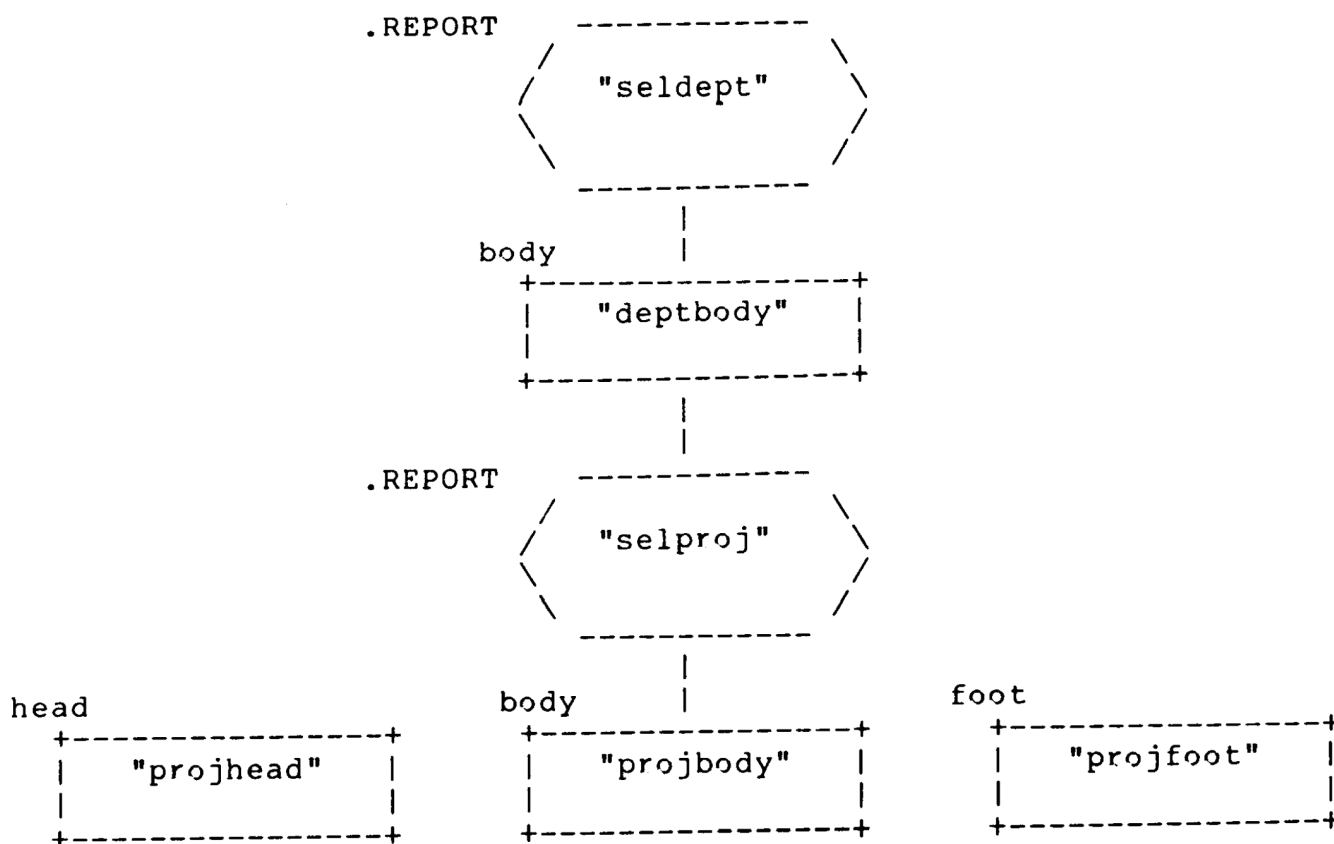 .REPORT
"seldept"
body
"deptbody"
.REPORT
"selproj"
head body foot
"projhead" "projbody" "projfoot"